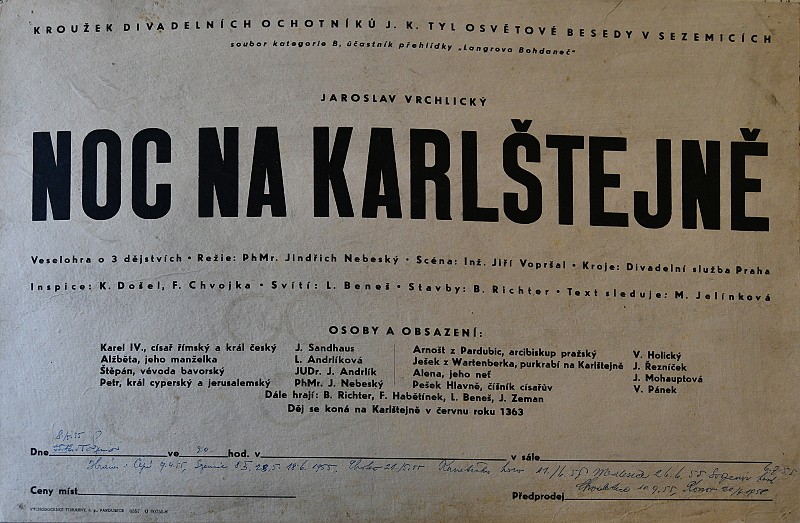 KROUŽEK DIVADELNÍCH OCHOTNÍKŮ J. K. TYL OSVĚTOVÉ BESEDY V SEZEMICÍCH
soubor kategorie B, účastník přehlídky „Langrova Bohdaneč"
JAROSLAV VRCHLICKÝ
NOC NA KARLŠTEJNĚ
Veselohra o 3 dějstvích • Režie: PhMr. Jindřich Nebeský • Scéna: Inž. Jiří Vopršal • Kroje: Divadelní služba Praha
Inspice: K. Došel, F. Chvojka • Svítí: L. Beneš • Stavby: B. Richter • Text sleduje: M. Jelínková
OSOBY A OBSAZENÍ:
Karel IV., císař římský a král český J. Sandhaus
Alžběta, jeho manželka L. Andrlíková
Štěpán, vévoda bavorský JUDr. J. Andrlík
Petr, král cyperský a jerusalemský PhMr. J. Nebeský
Arnošt z Pardubic, arcibiskup pražský V. Holický
Ješek z Wartenberka, purkrabí na Karlštejně J. Řezníček
Alena, jeho neť J. Mohauptová
Pešek Hlavně, číšník císařův V. Pánek
Dále hrají: B. Richter, F. Habětínek, L. Beneš, J. Zeman
Děj se koná na Karlštejně v červnu roku 1363
Dne ve hod. v v sále
1955
Ceny míst Předprodej